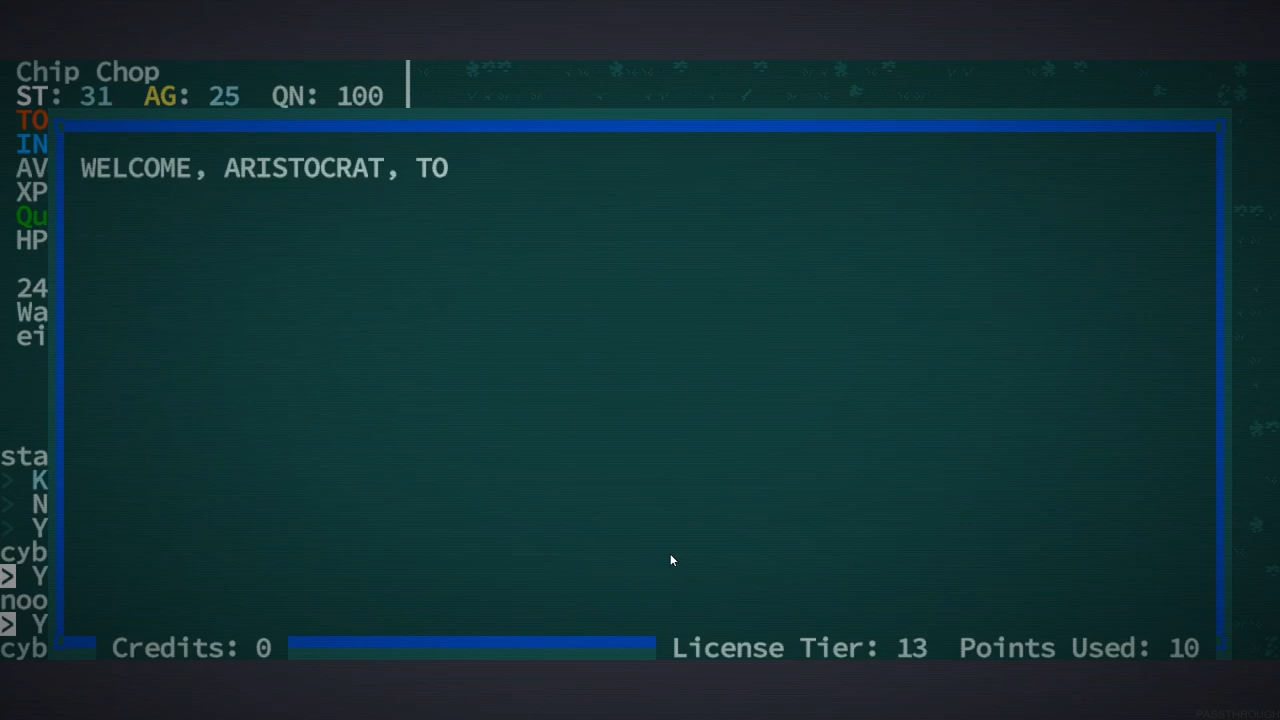 Chip Chop
ST: 31 AG: 25 QN: 100
TO
IN
AV
XP
Qu
HP
24
Wa
ei
WELCOME, ARISTOCRAT, TO
sta
> K
> N
> Y
cyb
> Y
noo
> Y
cyb
Credits: 0
License Tier: 13 Points Used: 10
PASSTHROUGH